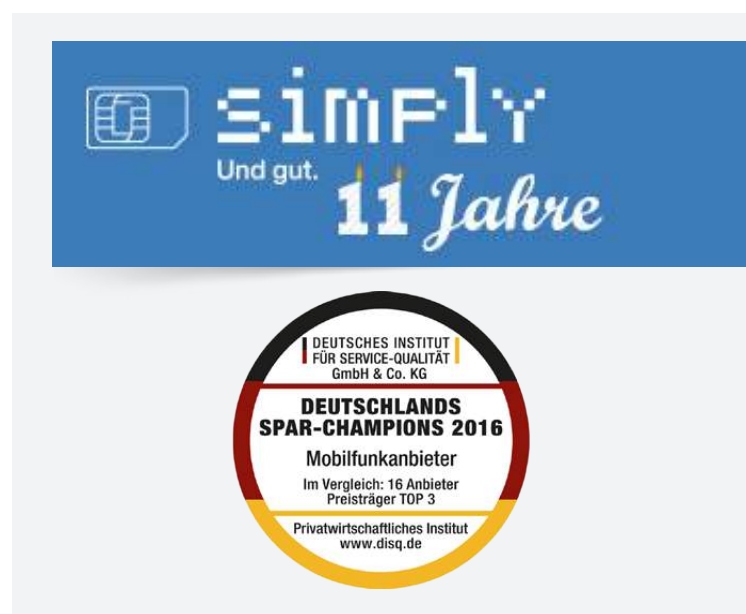 simply
Und gut.
11 Jahre
DEUTSCHES INSTITUT
FÜR SERVICE-QUALITÄT
GmbH & Co. KG
DEUTSCHLANDS
SPAR-CHAMPIONS 2016
Mobilfunkanbieter
Im Vergleich: 16 Anbieter
Preisträger TOP 3
Privatwirtschaftliches Institut
www.disq.de